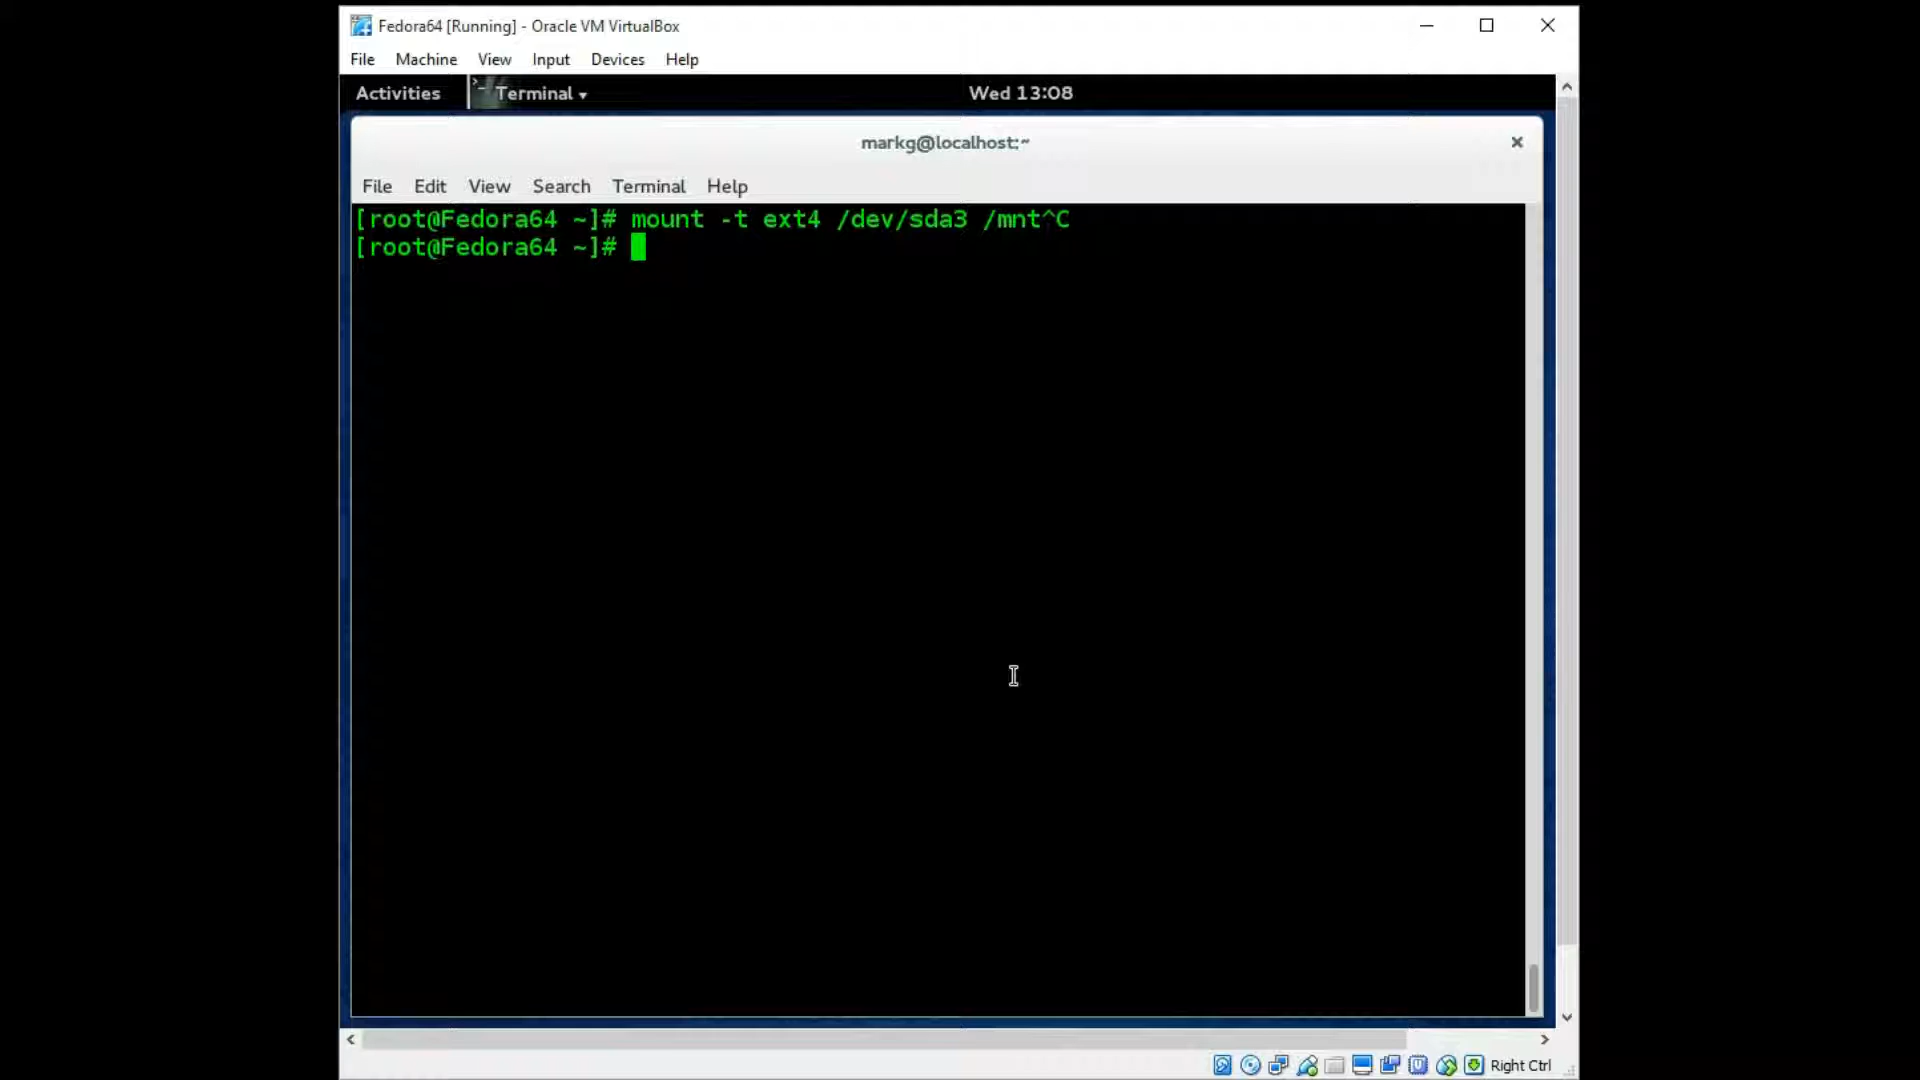 Fedora64 [Running] - Oracle VM VirtualBox
File Machine View Input Devices Help
Activities Terminal Wed 13:08
markg@localhost:~
File Edit View Search Terminal Help
[root@Fedora64 ~]# mount -t ext4 /dev/sda3 /mnt^C
[root@Fedora64 ~]#
Right Ctrl